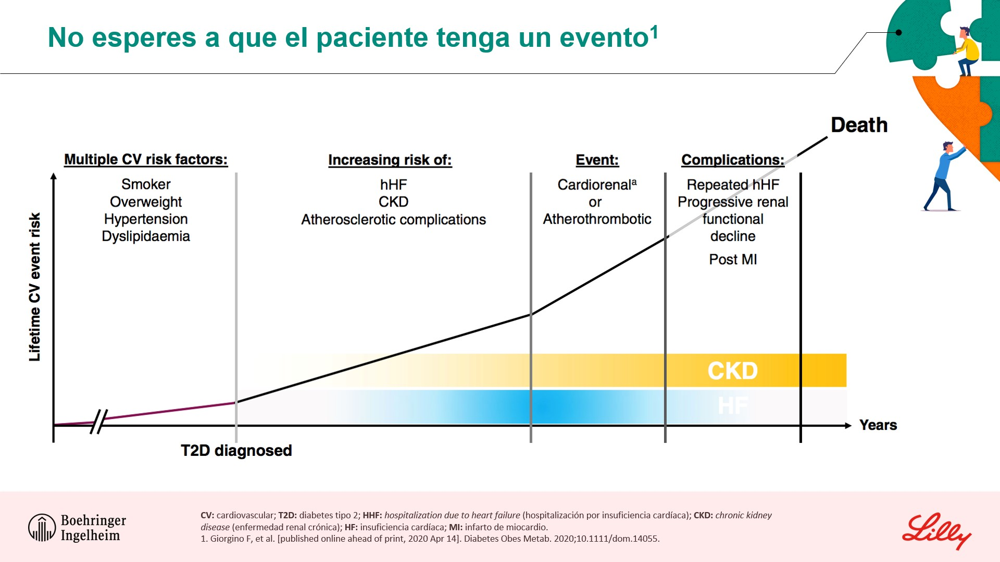 No esperes a que el paciente tenga un evento1
Death
Multiple CV risk factors:
Smoker
Overweight
Hypertension
Dyslipidaemia
Increasing risk of:
hHF
CKD
Atherosclerotic complications
Event:
Cardiorenala
or
Atherothrombotic
Complications:
Repeated hHF
Progressive renal
functional
decline
Post MI
Lifetime CV event risk
CKD
HF
Years
T2D diagnosed
Boehringer
Ingelheim
CV: cardiovascular; T2D: diabetes tipo 2; HHF: hospitalization due to heart failure (hospitalización por insuficiencia cardíaca); CKD: chronic kidney
disease (enfermedad renal crónica); HF: insuficiencia cardíaca; MI: infarto de miocardio.
1. Giorgino F, et al. [published online ahead of print, 2020 Apr 14]. Diabetes Obes Metab. 2020;10.1111/dom.14055.
Lilly